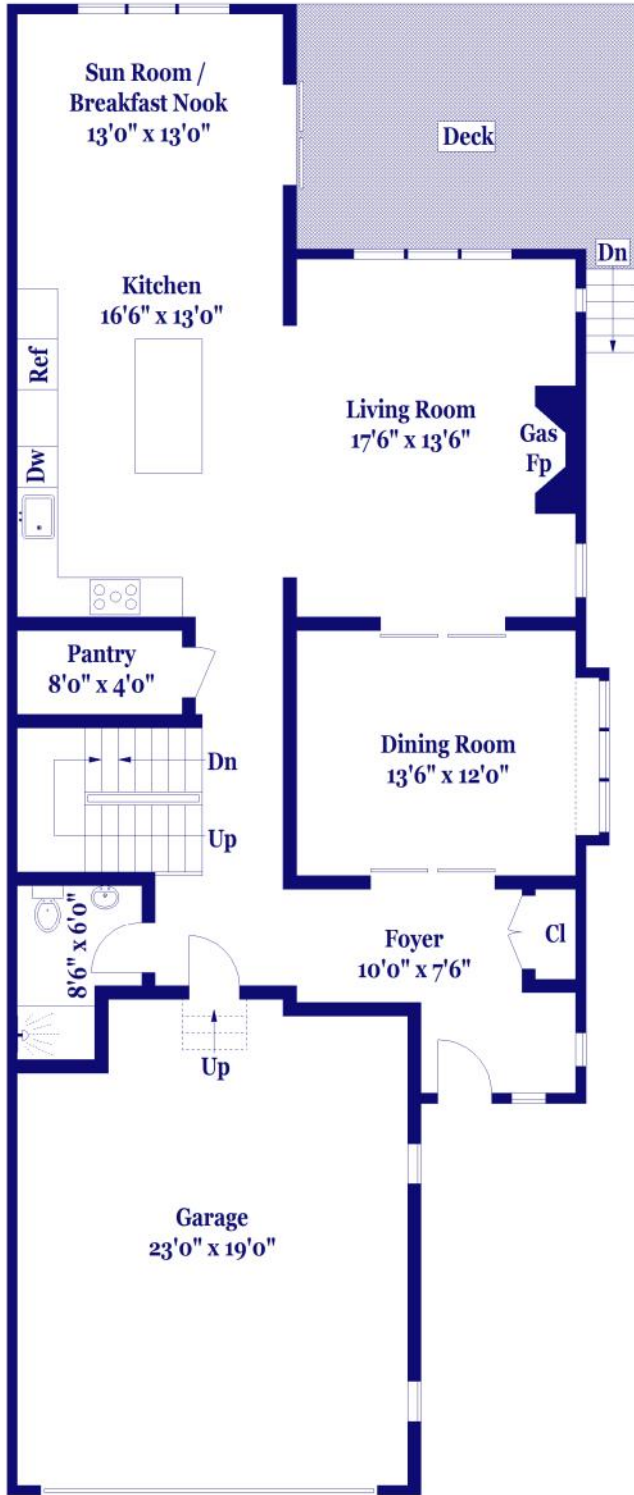 Sun Room /
Breakfast Nook
13'0" x 13'0"
Deck
Dn
Kitchen
16'6" x 13'0"
Ref
Dw
Living Room
17'6" x 13'6"
Gas
Fp
Pantry
8'0" x 4'0"
Dining Room
13'6" x 12'0"
Dn
Up
8'6" x 6'0"
Foyer
10'0" x 7'6"
Cl
Up
Garage
23'0" x 19'0"